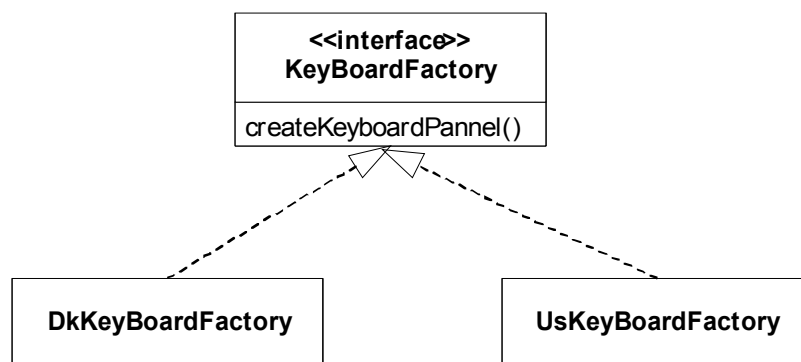 <<interface>>
KeyBoardFactory
createKeyboardPannel()
DkKeyBoardFactory
UsKeyBoardFactory